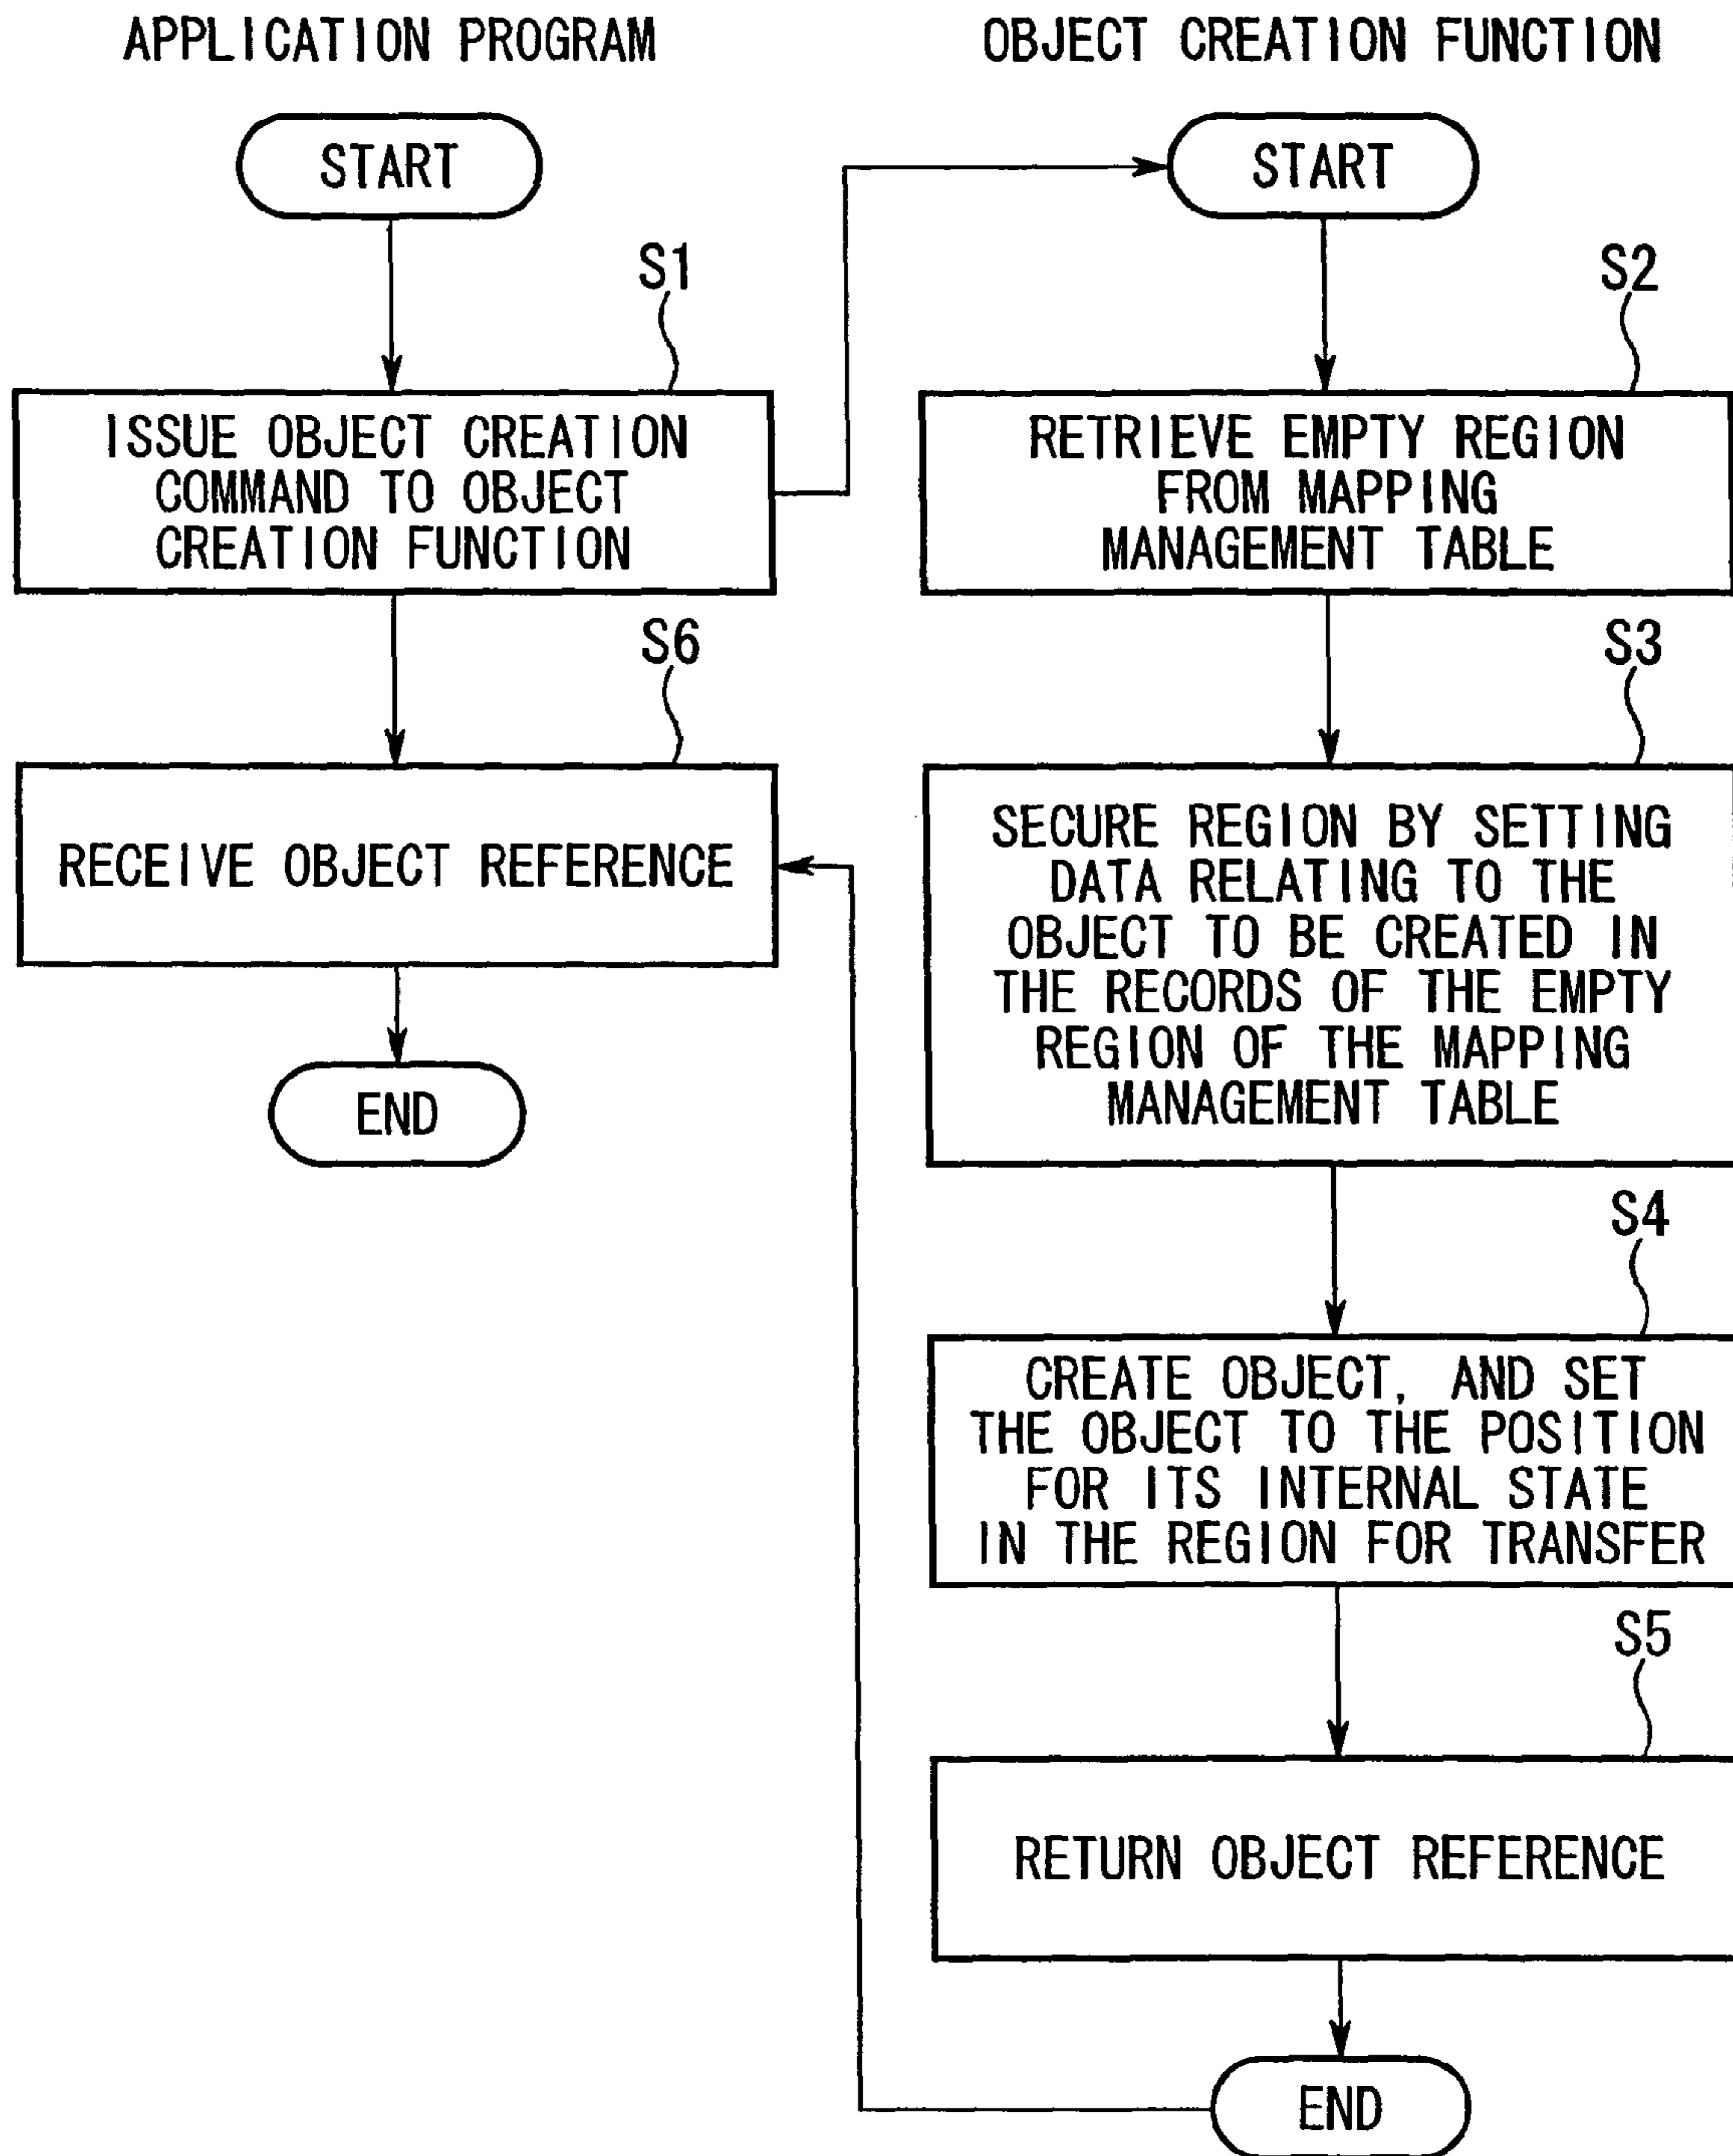 APPLICATION PROGRAM
START
S1
ISSUE OBJECT CREATION
COMMAND TO OBJECT
CREATION FUNCTION
S6
RECEIVE OBJECT REFERENCE
END
OBJECT CREATION FUNCTION
START
S2
RETRIEVE EMPTY REGION
FROM MAPPING
MANAGEMENT TABLE
S3
SECURE REGION BY SETTING
DATA RELATING TO THE
OBJECT TO BE CREATED IN
THE RECORDS OF THE EMPTY
REGION OF THE MAPPING
MANAGEMENT TABLE
S4
CREATE OBJECT, AND SET
THE OBJECT TO THE POSITION
FOR ITS INTERNAL STATE
IN THE REGION FOR TRANSFER
S5
RETURN OBJECT REFERENCE
END